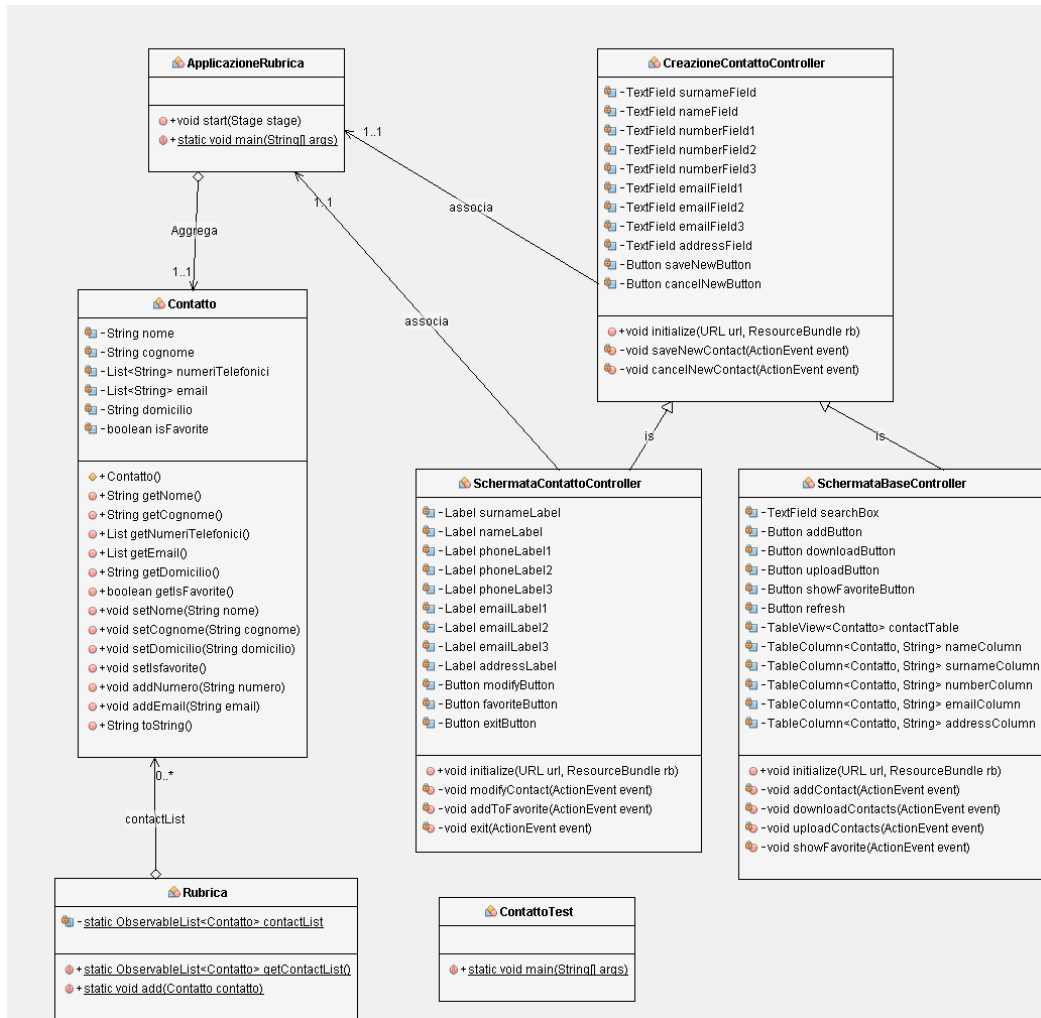 ApplicazioneRubrica
+void start(Stage stage)
+static void main(String[] args)
CreazioneContattoController
-TextField surnameField
-TextField nameField
-TextField numberField1
-TextField numberField2
-TextField numberField3
-TextField emailField1
-TextField emailField2
-TextField emailField3
-TextField addressField
-Button saveNewButton
-Button cancelNewButton
+void initialize(URL url, ResourceBundle rb)
-void saveNewContact(ActionEvent event)
-void cancelNewContact(ActionEvent event)
1..1
associa
1..1
Aggrega
1..1
associa
is
is
Contatto
-String nome
-String cognome
-List<String> numeriTelefonici
-List<String> email
-String domicilio
-boolean isFavorite
+Contatto()
+String getNome()
+String getCognome()
+List getNumeriTelefonici()
+List getEmail()
+String getDomicilio()
+boolean getIsFavorite()
+void setNome(String nome)
+void setCognome(String cognome)
+void setDomicilio(String domicilio)
+void setIsfavorite()
+void addNumero(String numero)
+void addEmail(String email)
+String toString()
SchermataContattoController
-Label surnameLabel
-Label nameLabel
-Label phoneLabel1
-Label phoneLabel2
-Label phoneLabel3
-Label emailLabel1
-Label emailLabel2
-Label emailLabel3
-Label addressLabel
-Button modifyButton
-Button favoriteButton
-Button exitButton
+void initialize(URL url, ResourceBundle rb)
-void modifyContact(ActionEvent event)
-void addToFavorite(ActionEvent event)
-void exit(ActionEvent event)
SchermataBaseController
-TextField searchBox
-Button addButton
-Button downloadButton
-Button uploadButton
-Button showFavoriteButton
-Button refresh
-TableView<Contatto> contactTable
-TableColumn<Contatto, String> nameColumn
-TableColumn<Contatto, String> surnameColumn
-TableColumn<Contatto, String> numberColumn
-TableColumn<Contatto, String> emailColumn
-TableColumn<Contatto, String> addressColumn
+void initialize(URL url, ResourceBundle rb)
-void addContact(ActionEvent event)
-void downloadContacts(ActionEvent event)
-void uploadContacts(ActionEvent event)
-void showFavorite(ActionEvent event)
0..*
contactList
Rubrica
-static ObservableList<Contatto> contactList
+static ObservableList<Contatto> getContactList()
+static void add(Contatto contatto)
ContattoTest
+static void main(String[] args)